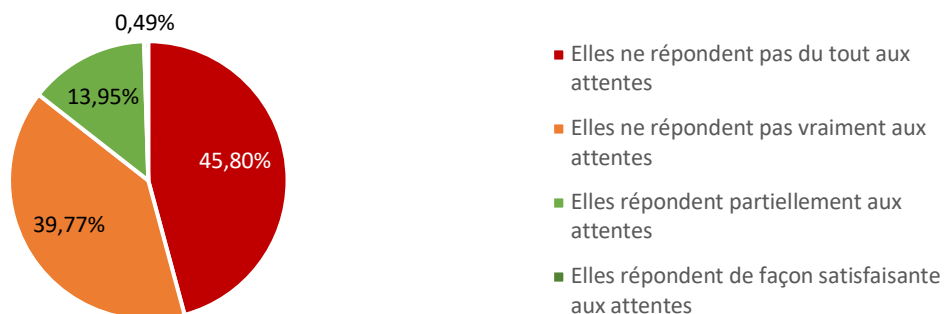 0,49%
13,95%
45,80%
39,77%
Elles ne répondent pas du tout aux
attentes
Elles ne répondent pas vraiment aux
attentes
Elles répondent partiellement aux
attentes
Elles répondent de façon satisfaisante
aux attentes